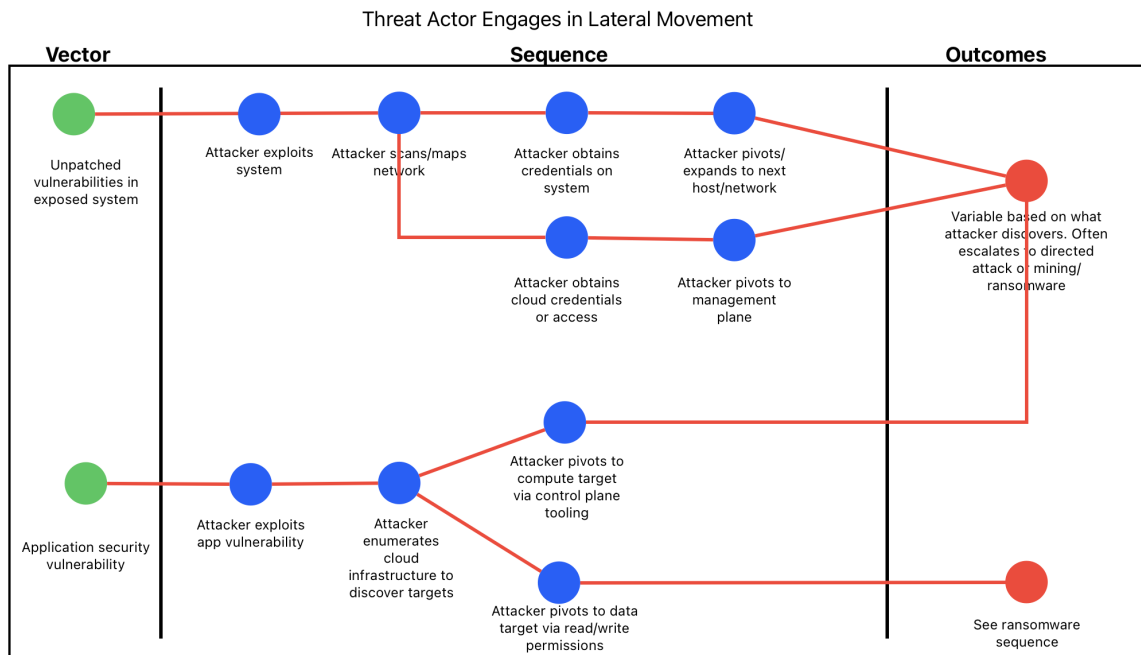 Threat Actor Engages in Lateral Movement
Vector
Sequence
Outcomes
Unpatched
vulnerabilities in
exposed system
Attacker exploits
system
Attacker scans/maps
network
Attacker obtains
credentials on
system
Attacker pivots/
expands to next
host/network
Variable based on what
attacker discovers. Often
escalates to directed
attack or mining/
ransomware
Attacker obtains
cloud credentials
or access
Attacker pivots to
management
plane
Application security
vulnerability
Attacker exploits
app vulnerability
Attacker
enumerates
cloud
infrastructure to
discover targets
Attacker pivots to
compute target
via control plane
tooling
Attacker pivots to data
target via read/write
permissions
See ransomware
sequence